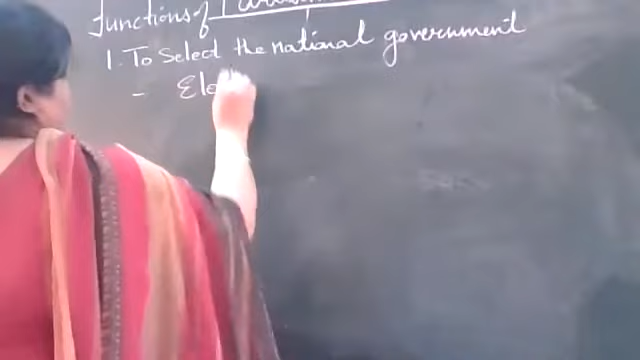 Functions of
1. To Select the national government
- Ele